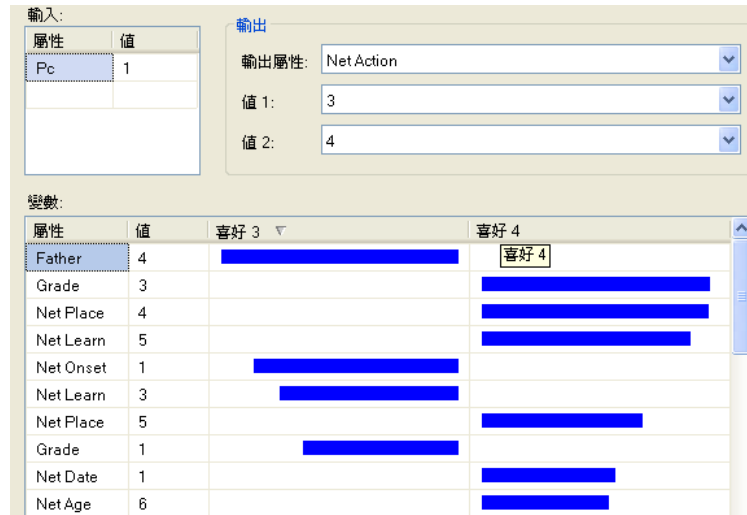 輸入:
屬性 值
Pc 1
輸出
輸出屬性: Net Action
值 1: 3
值 2: 4
變數:
屬性 值 喜好 3 喜好 4
Father 4 喜好 4
Grade 3
Net Place 4
Net Learn 5
Net Onset 1
Net Learn 3
Net Place 5
Grade 1
Net Date 1
Net Age 6